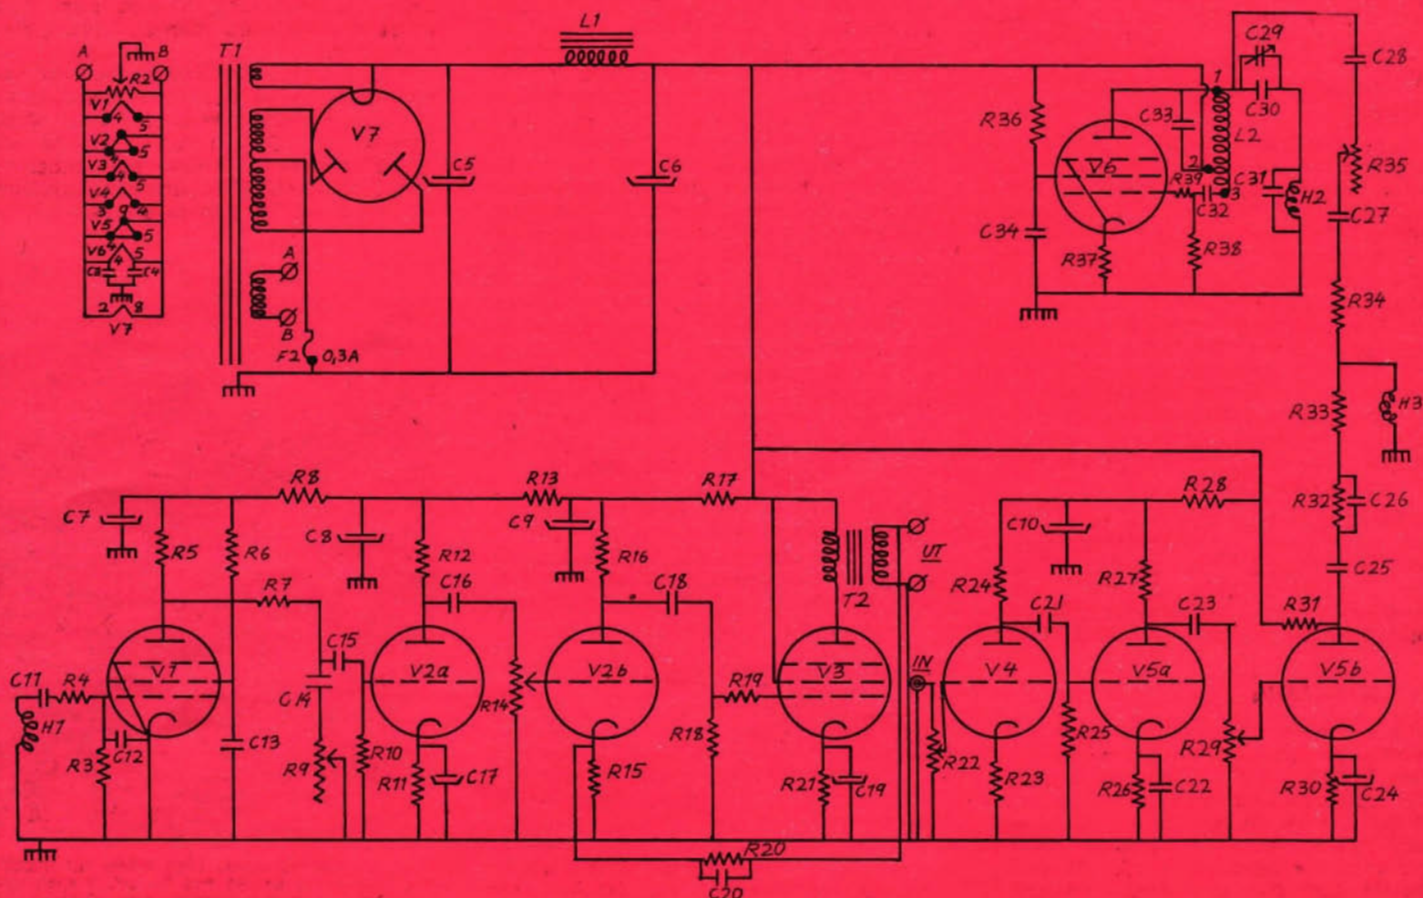 A B
R2
V1 4 5
V2 4 5
V3 4 5
V4 3 4
V5 9 4 5
V6 4 5
C3 C4
2 8
V7
T1
V7
L1
C5
C6
A
B
F2 0,3A
R36
C34
V6
R37
R38
R39
C32
C33
1
2
3
L2
C29
C30
C31
H2
C28
R35
C27
R34
R33
H3
R32
C26
C25
C7
R5
R6
R8
R7
C8
R12
C16
R13
C9
R16
C18
R17
T2
UT
C10
R24
R27
R28
C21
C23
R31
C11
R4
H1
V1
C12
R3
C13
C15
C14
R9
R10
V2a
R11
C17
R14
V2b
R15
R18
R19
V3
R21
C19
IN
R22
V4
R23
R25
V5a
R26
C22
R29
V5b
R30
C24
R20
C20